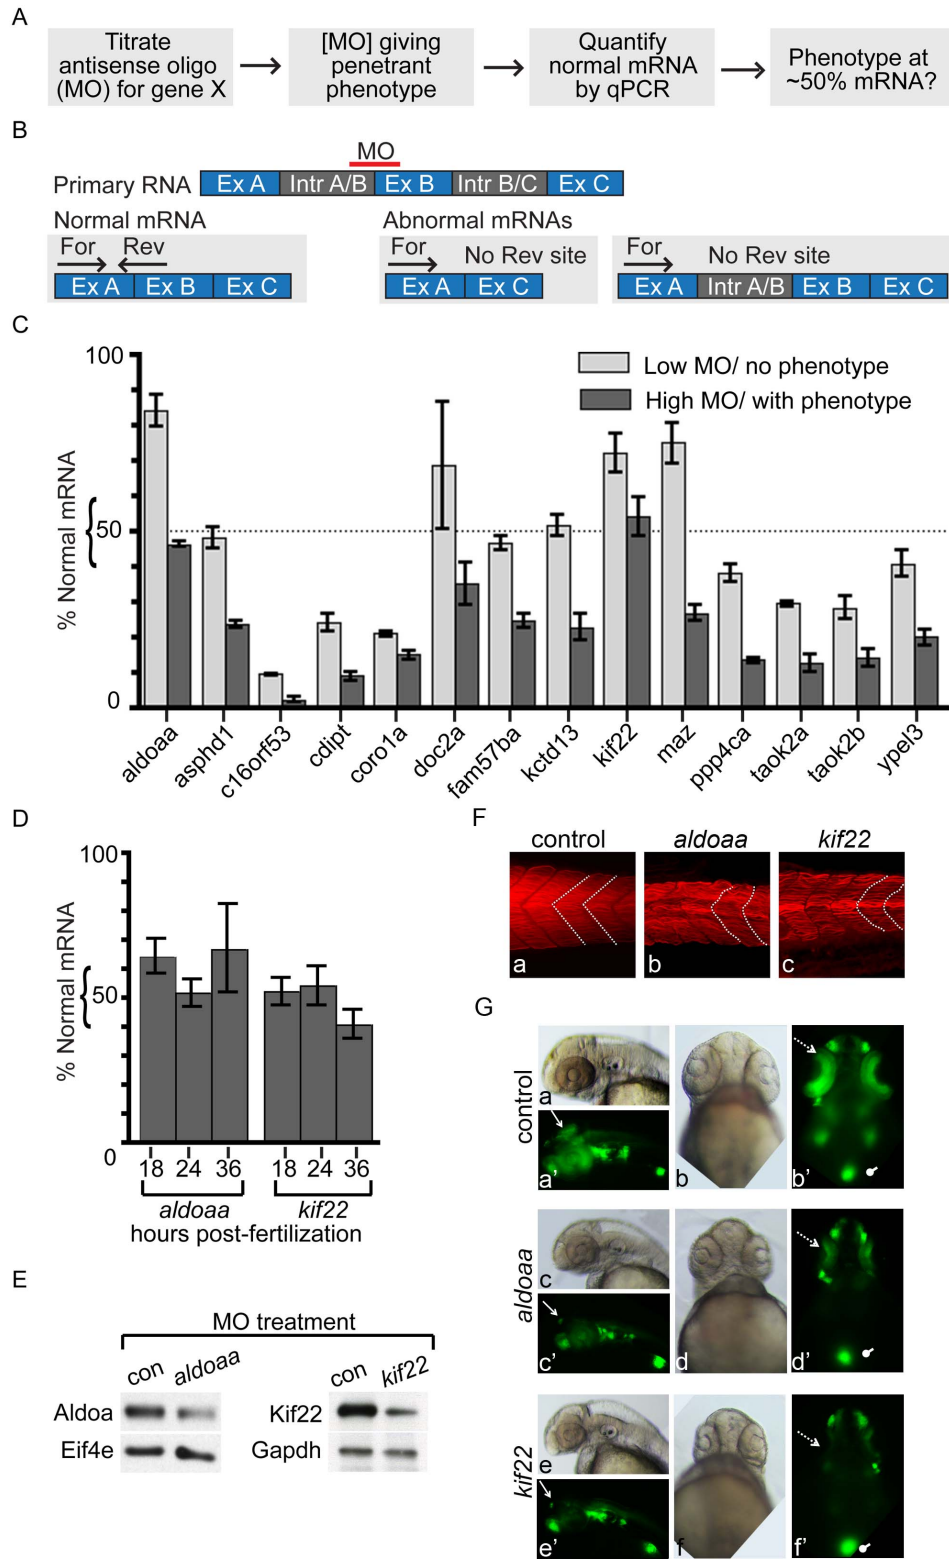 A
Titrate
antisense oligo
(MO) for gene X
[MO] giving
penetrant
phenotype
Quantify
normal mRNA
by qPCR
Phenotype at
~50% mRNA?
B
MO
Primary RNA
Ex A
Intr A/B
Ex B
Intr B/C
Ex C
Normal mRNA
For
Rev
Ex A
Ex B
Ex C
Abnormal mRNAs
For
No Rev site
Ex A
Ex C
For
No Rev site
Ex A
Intr A/B
Ex B
Ex C
C
100
50
0
% Normal mRNA
{
Low MO/ no phenotype
High MO/ with phenotype
aldoaa
asphd1
c16orf53
cdipt
coro1a
doc2a
fam57ba
kctd13
kif22
maz
ppp4ca
taok2a
taok2b
ypel3
D
100
50
0
% Normal mRNA
{
18 24 36
18 24 36
aldoaa
kif22
hours post-fertilization
E
MO treatment
con
aldoaa
Aldoa
Eif4e
con
kif22
Kif22
Gapdh
F
control
aldoaa
kif22
a
b
c
G
control
a
a'
b
b'
aldoaa
c
c'
d
d'
kif22
e
e'
f
f'